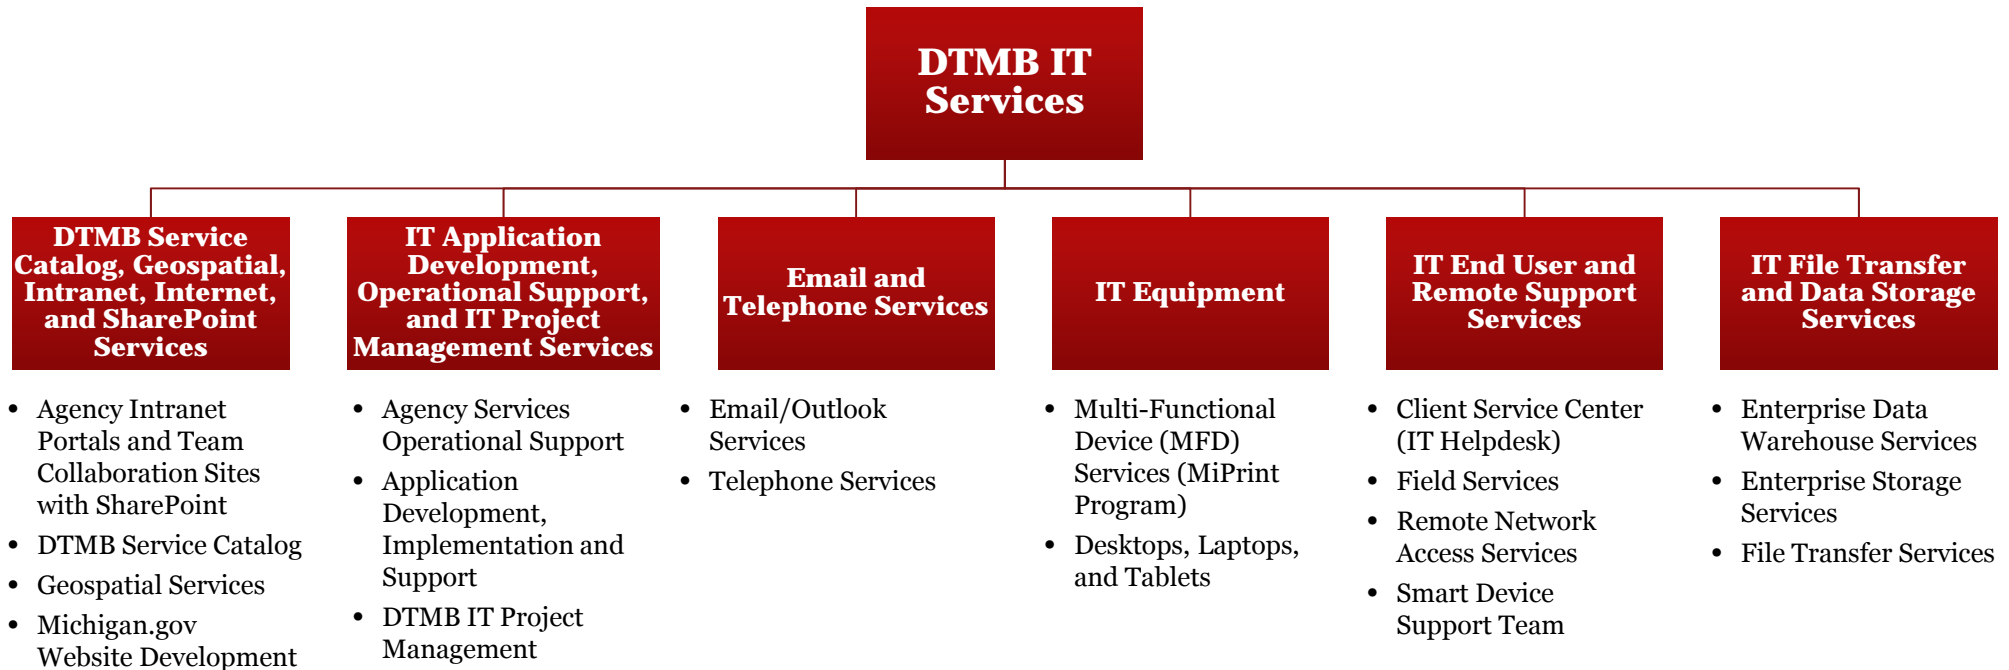 DTMB IT
Services
DTMB Service
Catalog, Geospatial,
Intranet, Internet,
and SharePoint
Services
• Agency Intranet
Portals and Team
Collaboration Sites
with SharePoint
• DTMB Service Catalog
• Geospatial Services
• Michigan.gov
Website Development
IT Application
Development,
Operational Support,
and IT Project
Management Services
• Agency Services
Operational Support
• Application
Development,
Implementation and
Support
• DTMB IT Project
Management
Email and
Telephone Services
• Email/Outlook
Services
• Telephone Services
IT Equipment
• Multi-Functional
Device (MFD)
Services (MiPrint
Program)
• Desktops, Laptops,
and Tablets
IT End User and
Remote Support
Services
• Client Service Center
(IT Helpdesk)
• Field Services
• Remote Network
Access Services
• Smart Device
Support Team
IT File Transfer
and Data Storage
Services
• Enterprise Data
Warehouse Services
• Enterprise Storage
Services
• File Transfer Services